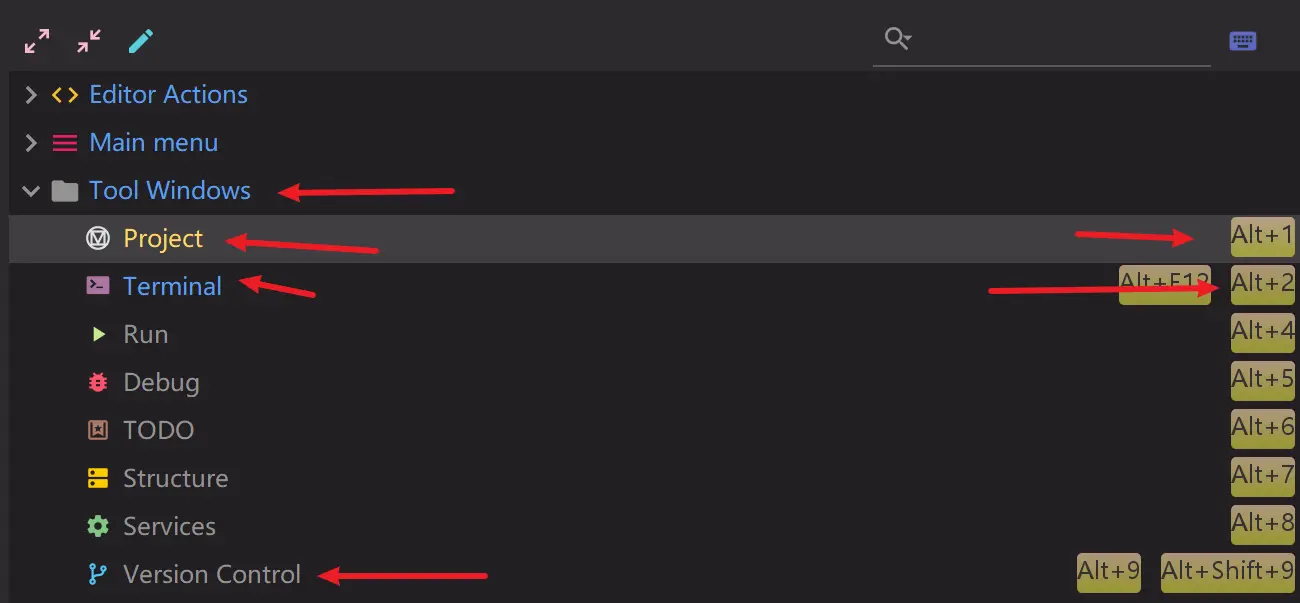 Editor Actions
Main menu
Tool Windows
Project Alt+1
Terminal Alt+F12 Alt+2
Run Alt+4
Debug Alt+5
TODO Alt+6
Structure Alt+7
Services Alt+8
Version Control Alt+9 Alt+Shift+9